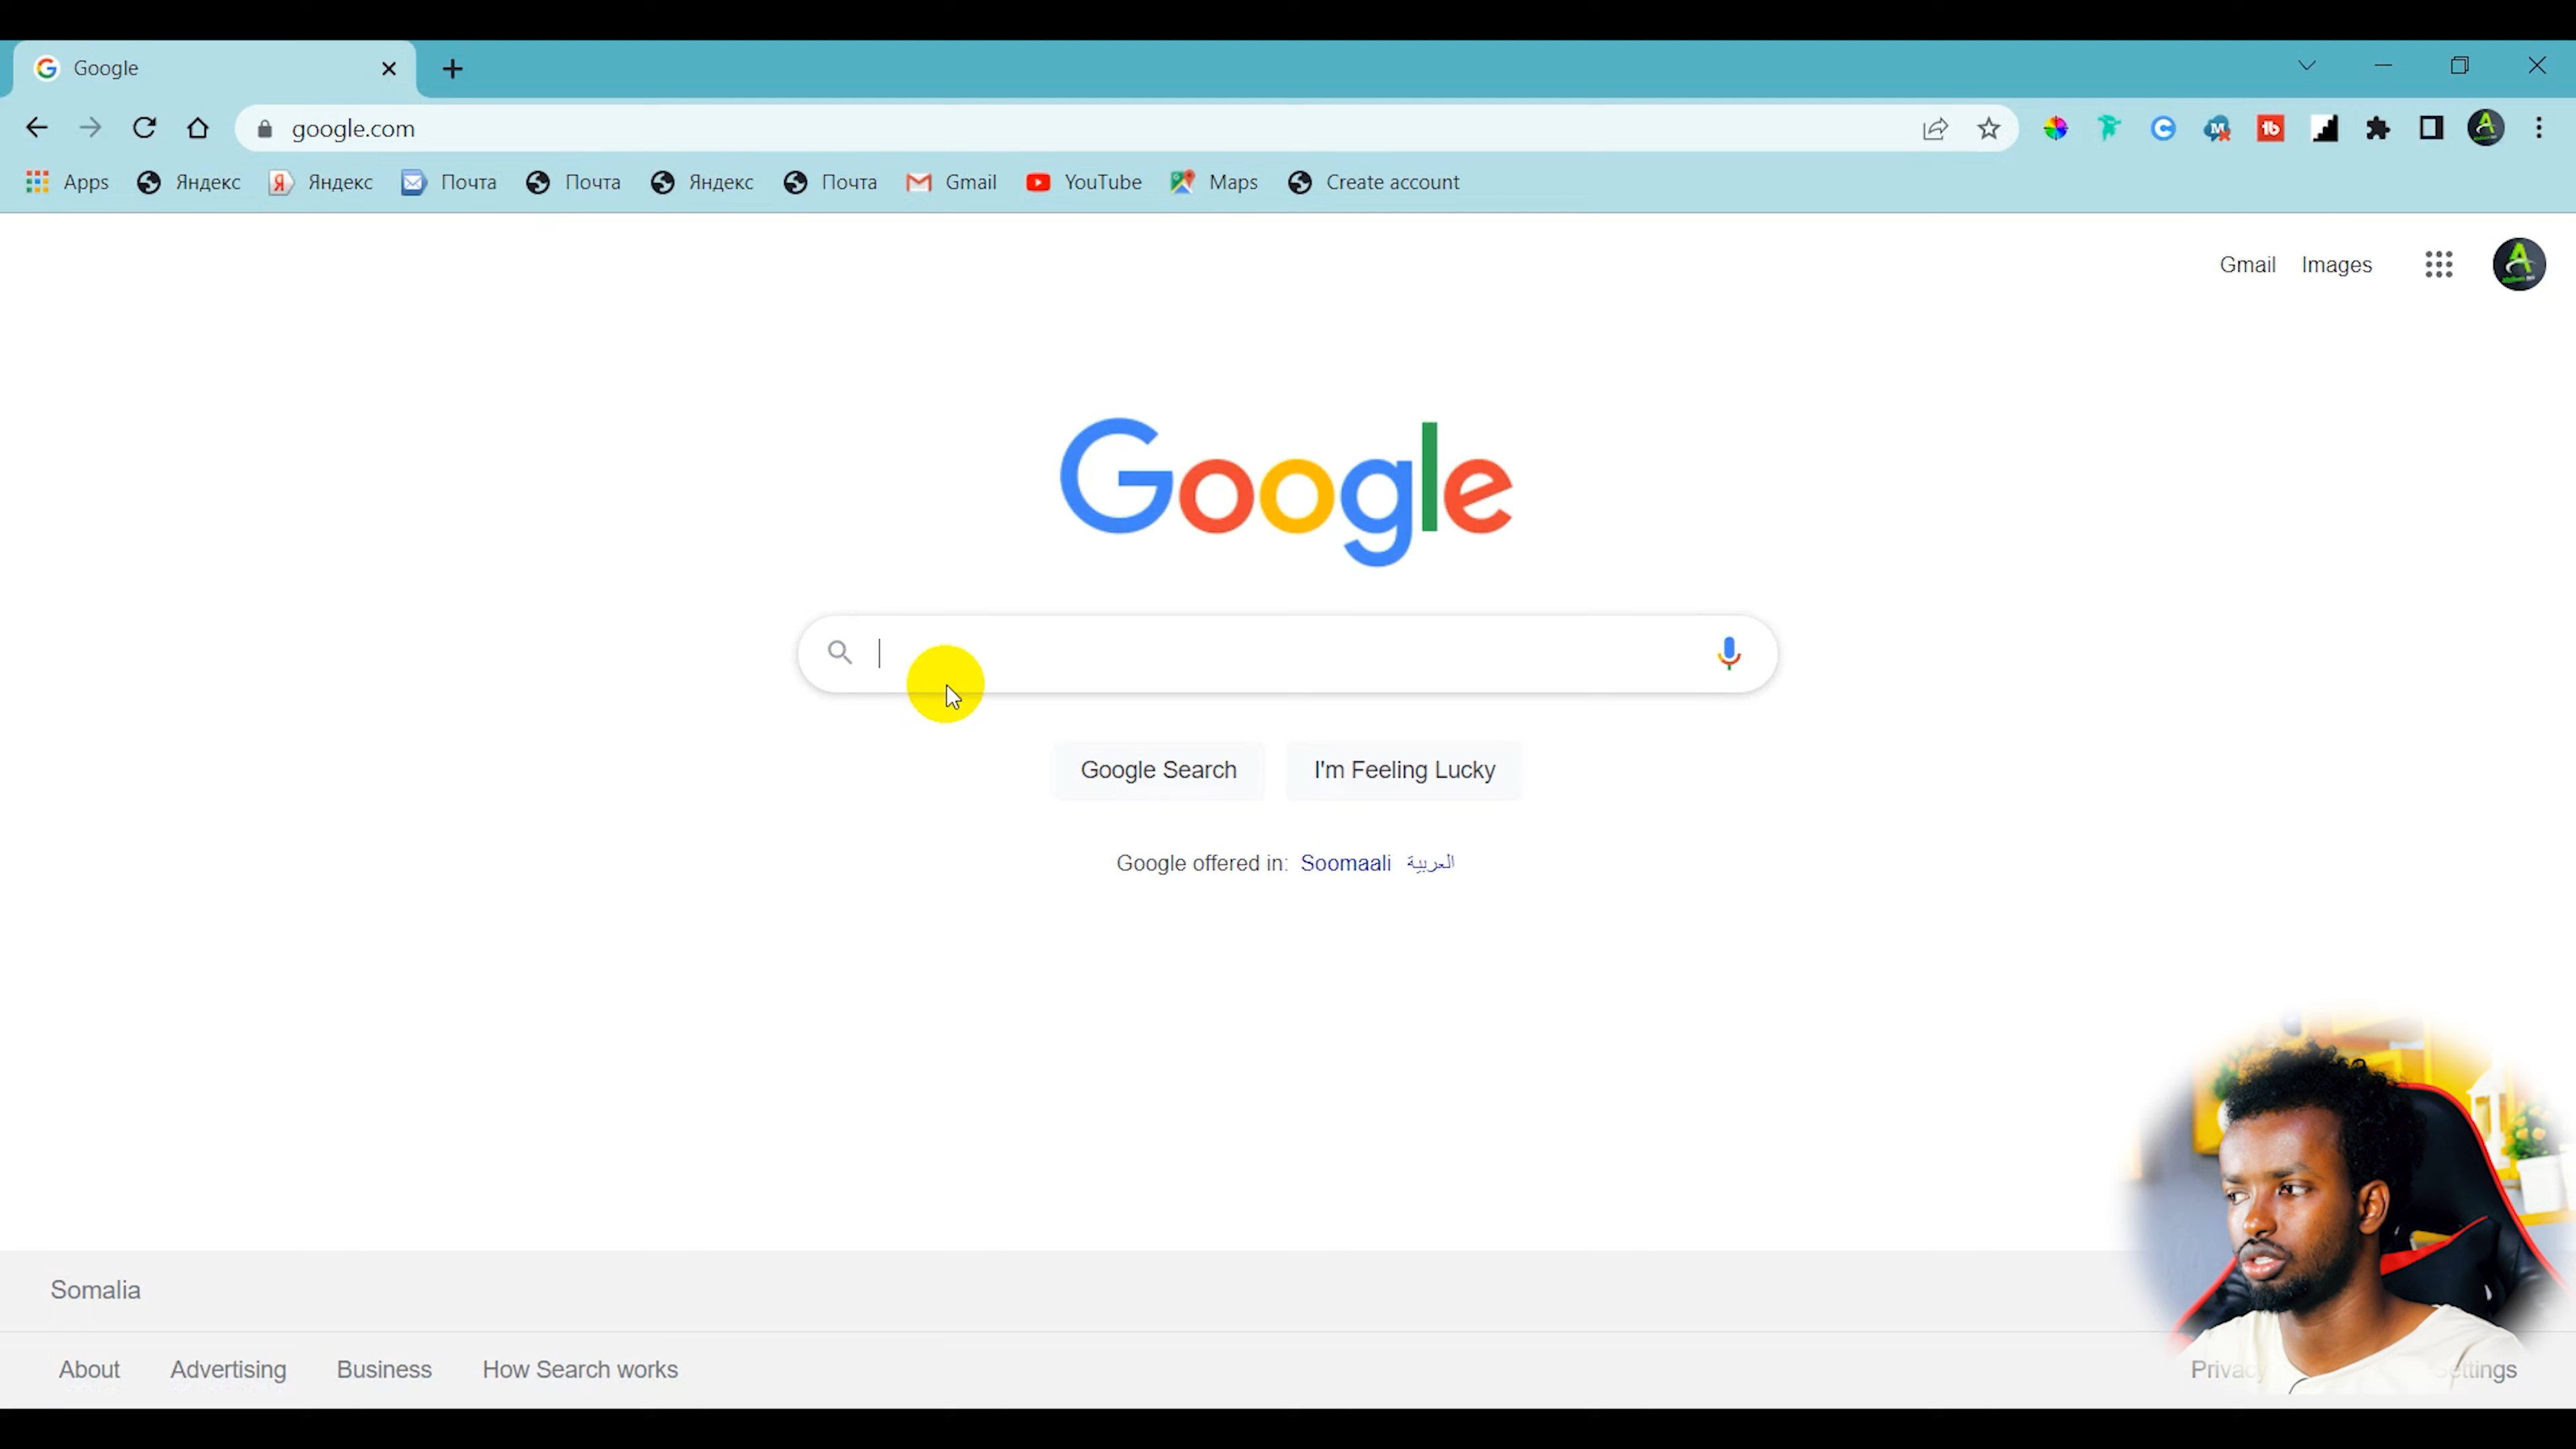 Google
google.com
Apps Яндекс Яндекс Почта Почта Яндекс Почта Gmail YouTube Maps Create account
Gmail Images
Google
Google Search I'm Feeling Lucky
Google offered in: Soomaali العربية
Somalia
About Advertising Business How Search works Settings